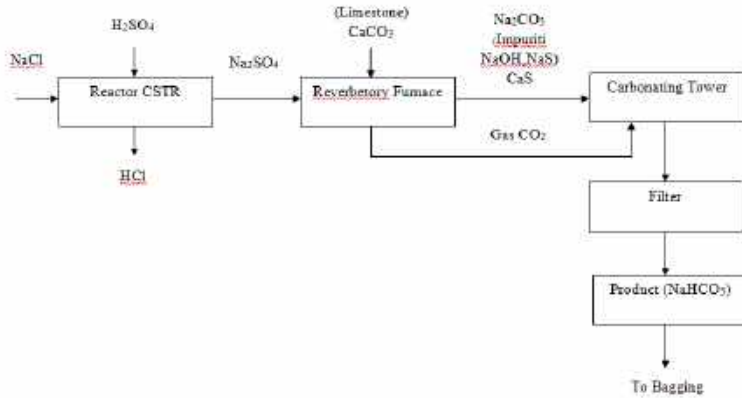 H₂SO₄
NaCl
Reactor CSTR
HCl
Na₂SO₄
(Limestone)
CaCO₃
Reverbetory Furnace
Na₂CO₃
(Impuriti
NaOH,NaS)
CaS
Gas CO₂
Carbonating Tower
Filter
Product (NaHCO₃)
To Bagging